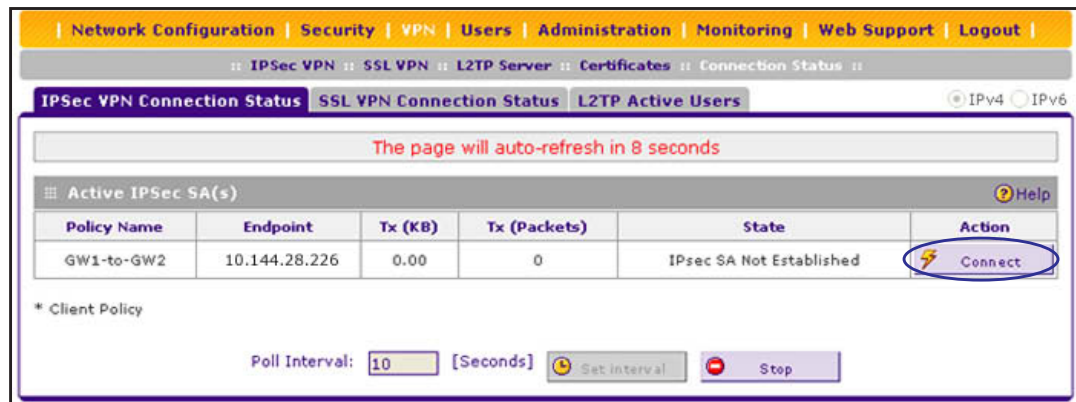 | Network Configuration | Security | VPN | Users | Administration | Monitoring | Web Support | Logout |
:: IPSec VPN :: SSL VPN :: L2TP Server :: Certificates :: Connection Status ::
IPSec VPN Connection Status SSL VPN Connection Status L2TP Active Users IPv4 IPv6
The page will auto-refresh in 8 seconds
Active IPSec SA(s) Help
Policy Name Endpoint Tx (KB) Tx (Packets) State Action
GW1-to-GW2 10.144.28.226 0.00 0 IPsec SA Not Established Connect
* Client Policy
Poll Interval: 10 [Seconds] Set interval Stop